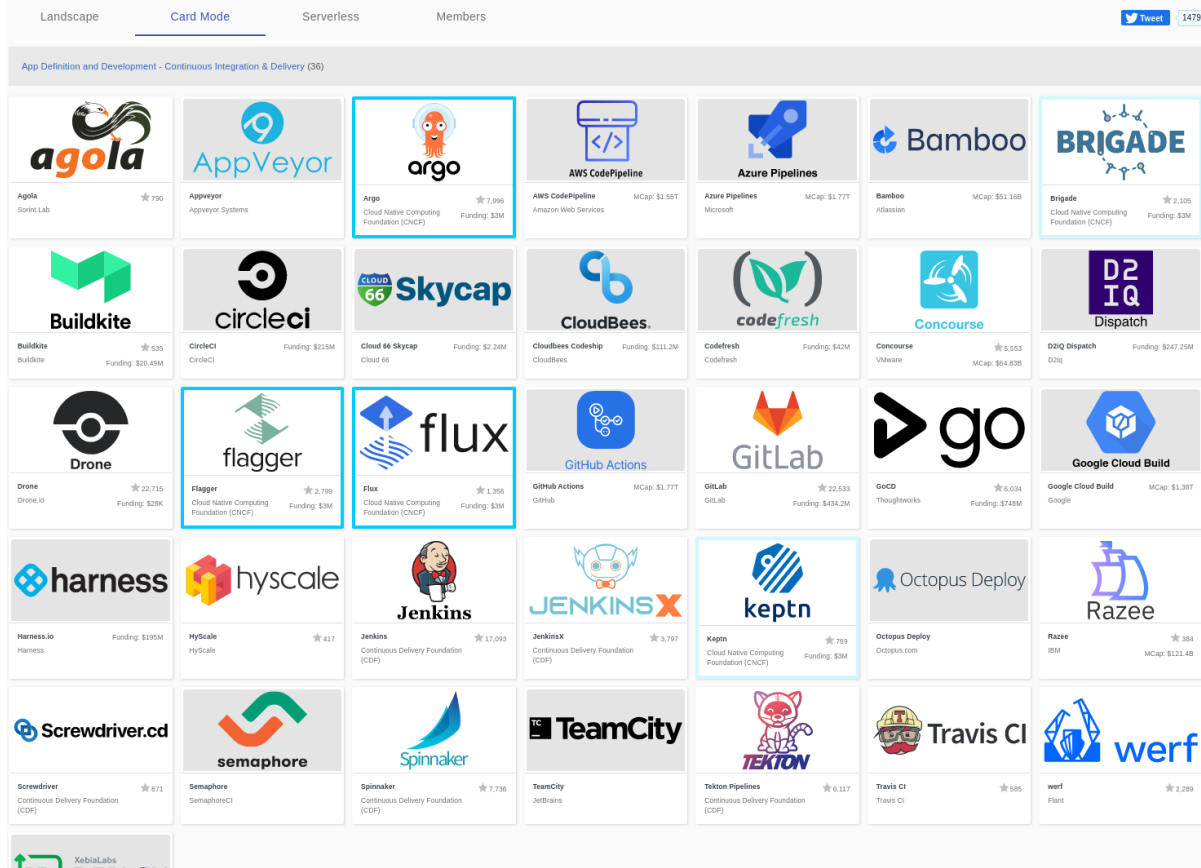 Landscape
Card Mode
Serverless
Members
Tweet
1479
App Definition and Development - Continuous Integration & Delivery (36)
agola
Agola
790
Sorint.Lab
AppVeyor
Appveyor
Appveyor Systems
argo
Argo
7,996
Cloud Native Computing
Foundation (CNCF)
Funding: $3M
</>
AWS CodePipeline
AWS CodePipeline
MCap: $1.55T
Amazon Web Services
Azure Pipelines
Azure Pipelines
MCap: $1.77T
Microsoft
Bamboo
Bamboo
MCap: $51.16B
Atlassian
BRIGADE
Brigade
2,105
Cloud Native Computing
Foundation (CNCF)
Funding: $3M
Buildkite
Buildkite
535
Buildkite
Funding: $20.49M
circleci
CircleCI
Funding: $215M
CircleCI
CLOUD
66
Skycap
Cloud 66 Skycap
Funding: $2.24M
Cloud 66
CloudBees.
Cloudbees Codeship
Funding: $111.2M
CloudBees
codefresh
Codefresh
Funding: $42M
Codefresh
Concourse
Concourse
5,553
VMware
MCap: $64.83B
D2
IQ
Dispatch
D2iQ Dispatch
Funding: $247.25M
D2iq
Drone
Drone
22,715
Drone.io
Funding: $28K
flagger
Flagger
2,799
Cloud Native Computing
Foundation (CNCF)
Funding: $3M
flux
Flux
1,356
Cloud Native Computing
Foundation (CNCF)
Funding: $3M
GitHub Actions
GitHub Actions
MCap: $1.77T
GitHub
GitLab
GitLab
22,533
GitLab
Funding: $434.2M
go
GoCD
6,034
Thoughtworks
Funding: $748M
Google Cloud Build
Google Cloud Build
MCap: $1.38T
Google
harness
Harness.io
Funding: $195M
Harness
hyscale
HyScale
417
HyScale
Jenkins
Jenkins
17,093
Continuous Delivery Foundation
(CDF)
JENKINS X
JenkinsX
3,797
Continuous Delivery Foundation
(CDF)
keptn
Keptn
769
Cloud Native Computing
Foundation (CNCF)
Funding: $3M
Octopus Deploy
Octopus Deploy
Octopus.com
Razee
Razee
384
IBM
MCap: $121.4B
Screwdriver.cd
Screwdriver
871
Continuous Delivery Foundation
(CDF)
semaphore
Semaphore
SemaphoreCI
Spinnaker
Spinnaker
7,736
Continuous Delivery Foundation
(CDF)
TC
TeamCity
TeamCity
JetBrains
TEKTON
Tekton Pipelines
6,117
Continuous Delivery Foundation
(CDF)
T
Travis CI
Travis CI
585
Travis CI
werf
werf
2,289
Flant
XebiaLabs